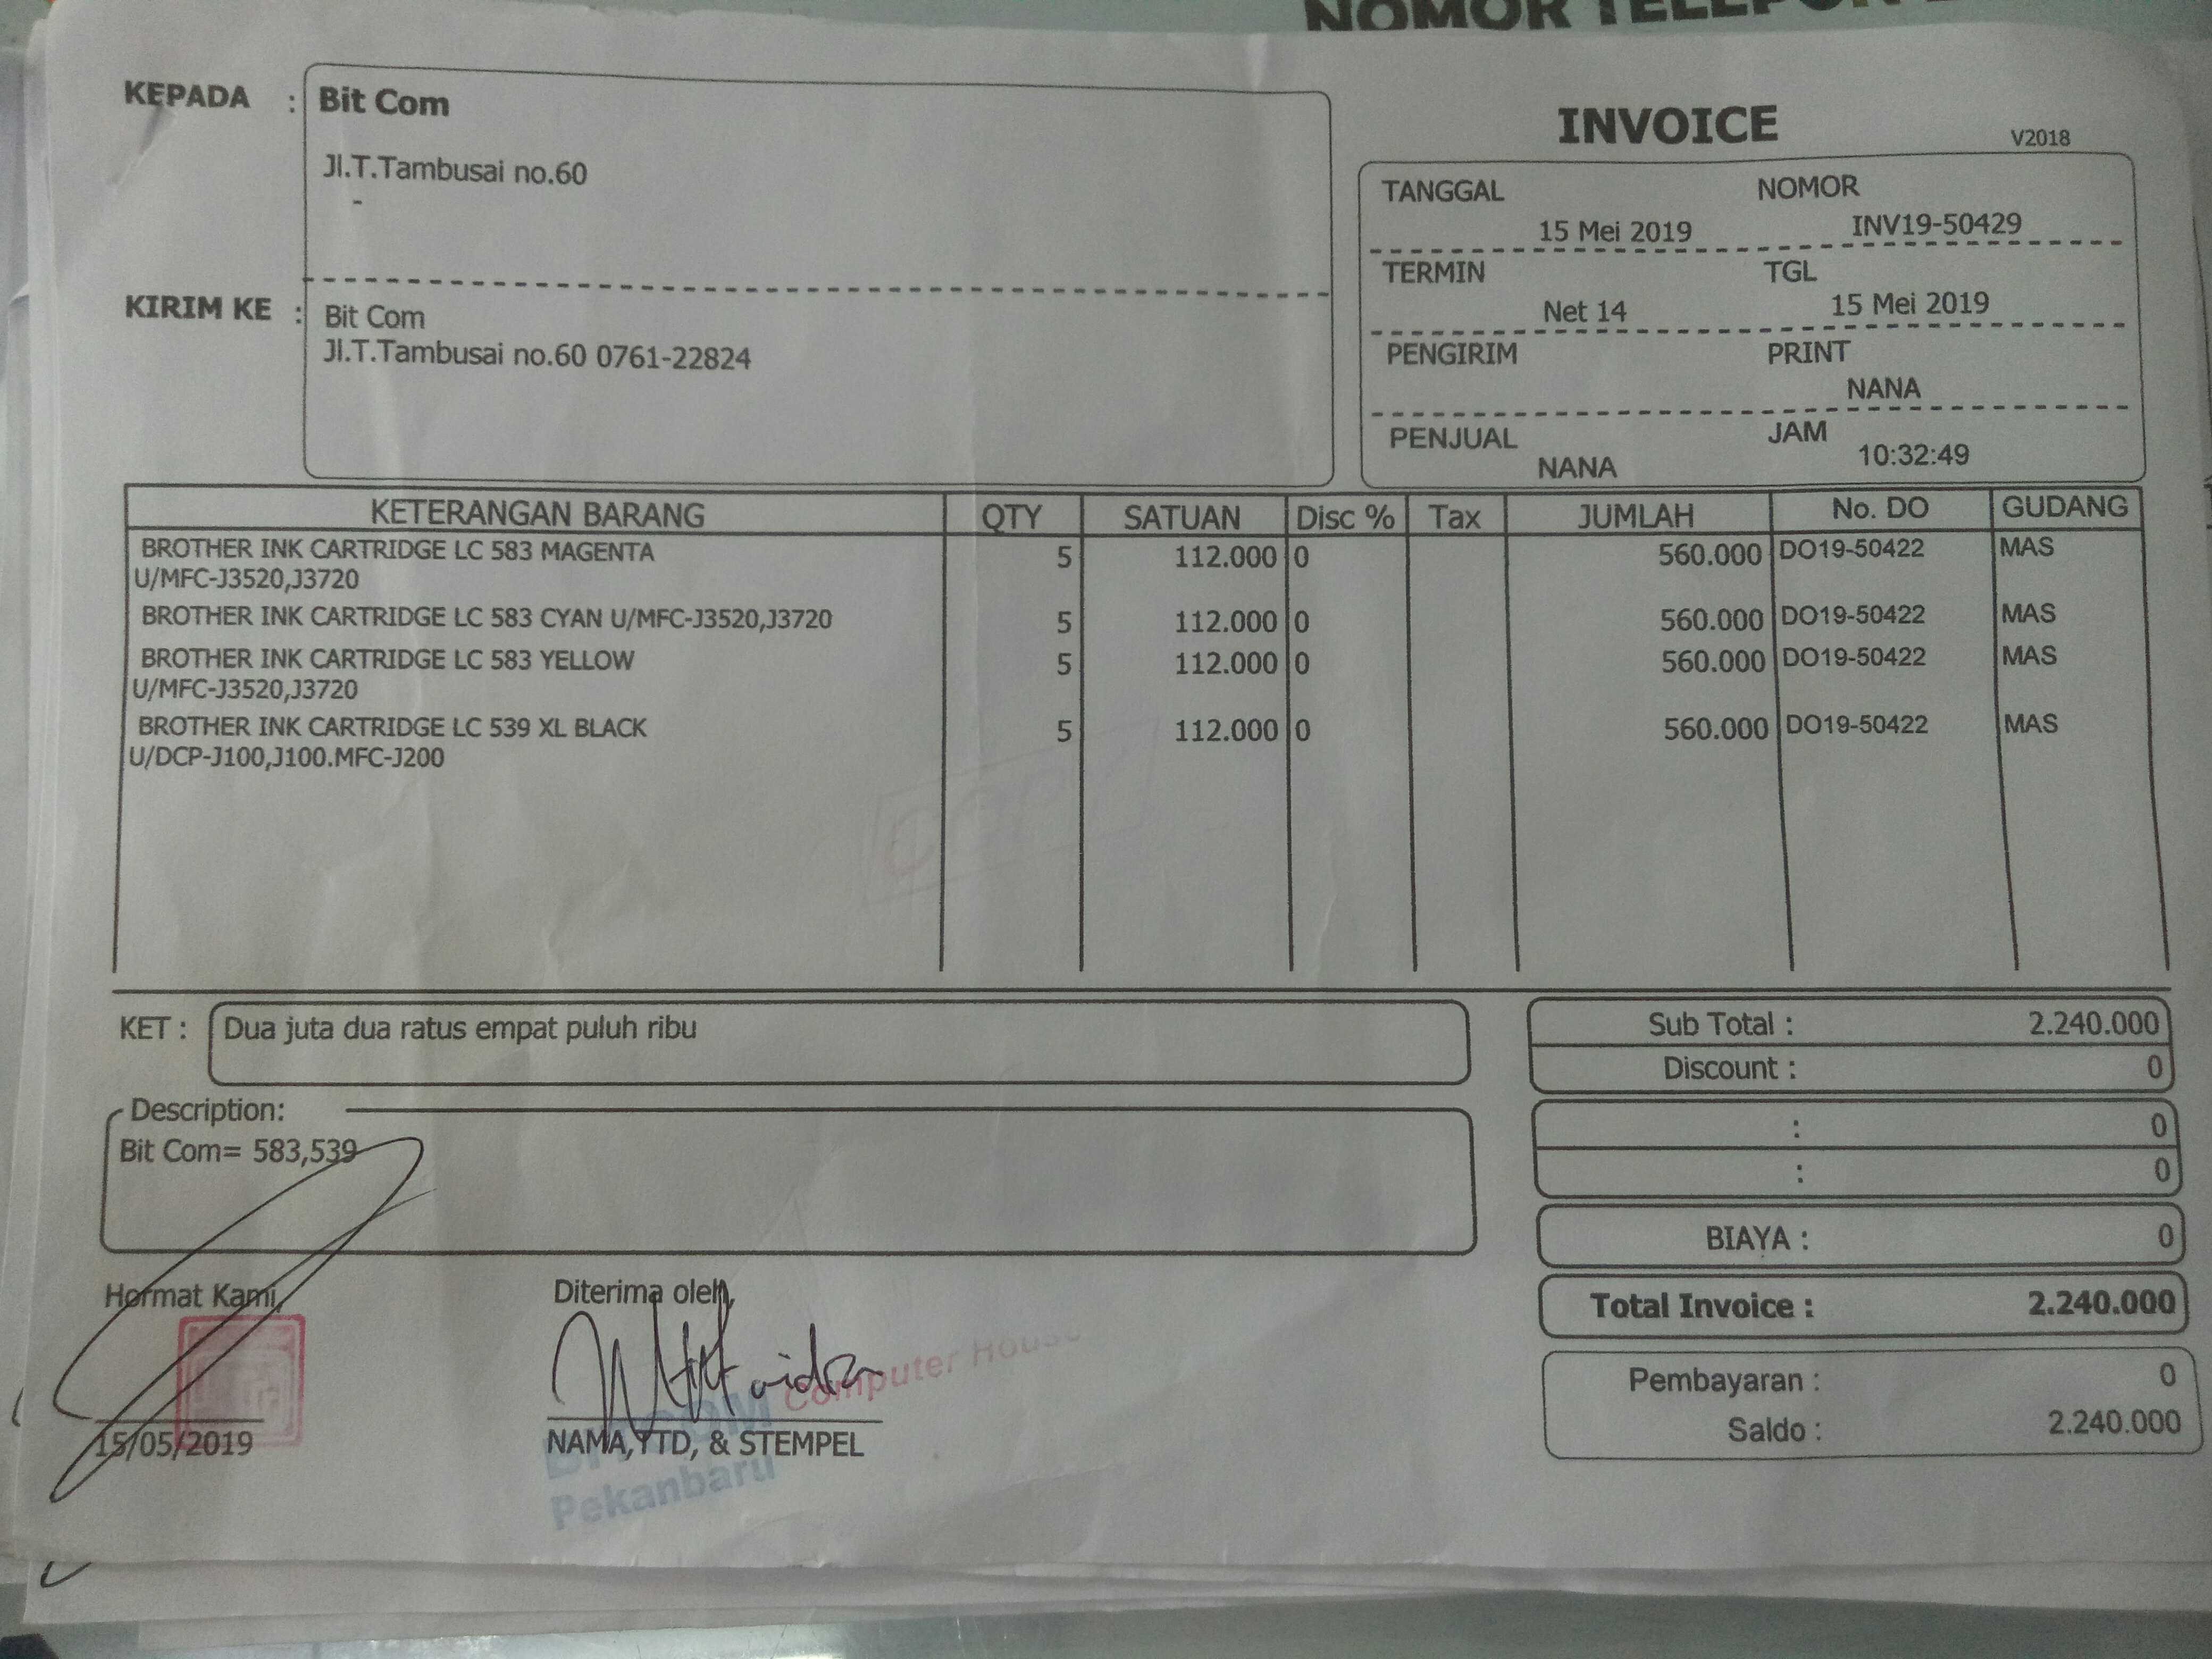 NOMOR
KEPADA : Bit Com
Jl.T.Tambusai no.60
-
KIRIM KE : Bit Com
Jl.T.Tambusai no.60 0761-22824
INVOICE V2018
TANGGAL NOMOR
15 Mei 2019 INV19-50429
TERMIN TGL
Net 14 15 Mei 2019
PENGIRIM PRINT
NANA
PENJUAL JAM
NANA 10:32:49
KETERANGAN BARANG QTY SATUAN Disc % Tax JUMLAH No. DO GUDANG
BROTHER INK CARTRIDGE LC 583 MAGENTA 5 112.000 0 560.000 DO19-50422 MAS
U/MFC-J3520,J3720
BROTHER INK CARTRIDGE LC 583 CYAN U/MFC-J3520,J3720 5 112.000 0 560.000 DO19-50422 MAS
BROTHER INK CARTRIDGE LC 583 YELLOW 5 112.000 0 560.000 DO19-50422 MAS
U/MFC-J3520,J3720
BROTHER INK CARTRIDGE LC 539 XL BLACK 5 112.000 0 560.000 DO19-50422 MAS
U/DCP-J100,J100.MFC-J200
KET : Dua juta dua ratus empat puluh ribu
Description:
Bit Com= 583,539
Sub Total : 2.240.000
Discount : 0
: 0
: 0
BIAYA : 0
Total Invoice : 2.240.000
Pembayaran : 0
Saldo : 2.240.000
Hormat Kami,
15/05/2019
Diterima oleh,
Computer House
NAMA,TTD, & STEMPEL
Pekanbaru